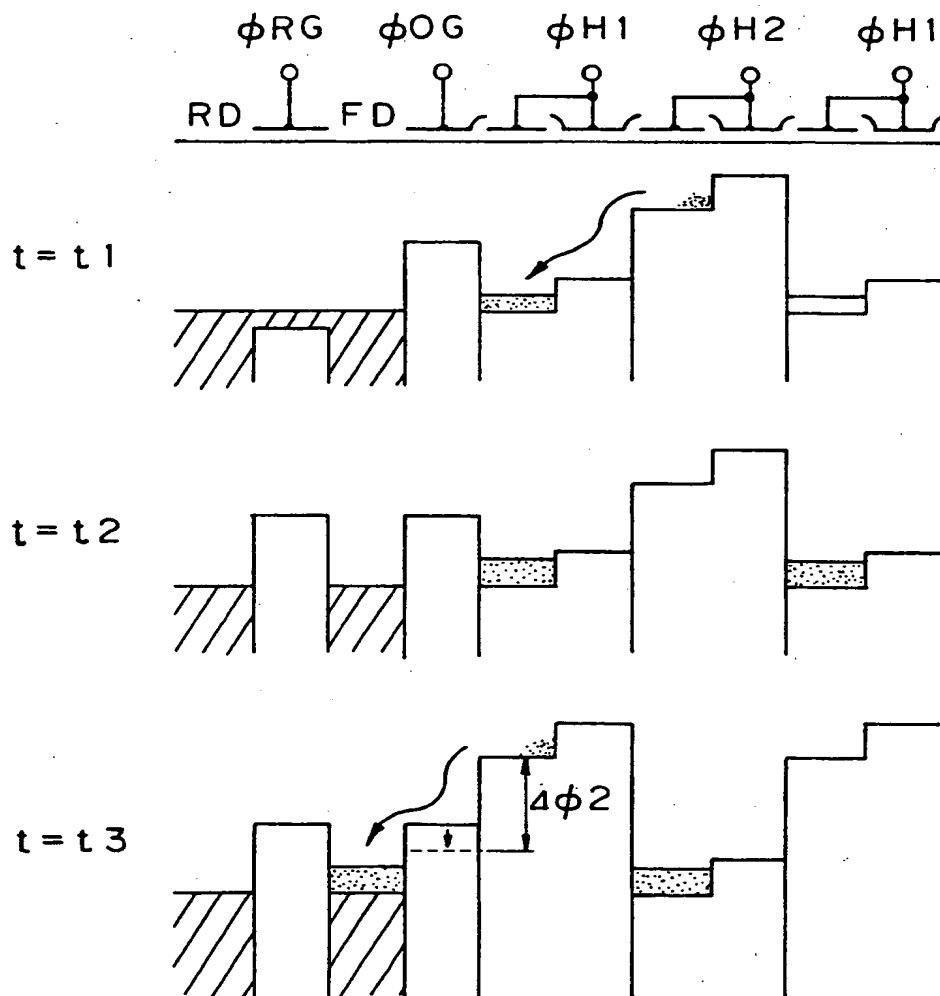 ϕRG ϕOG ϕH1 ϕH2 ϕH1
RD FD
t = t1
t = t2
Δϕ2
t = t3